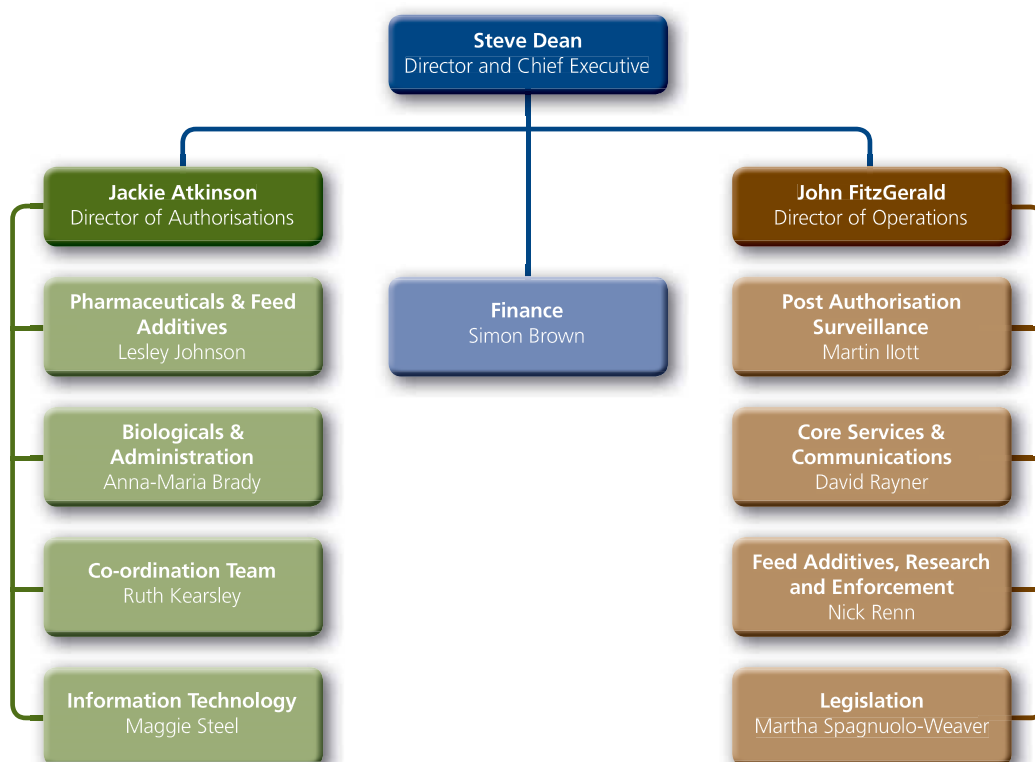 Steve Dean
Director and Chief Executive
Jackie Atkinson
Director of Authorisations
John FitzGerald
Director of Operations
Pharmaceuticals & Feed
Additives
Lesley Johnson
Finance
Simon Brown
Post Authorisation
Surveillance
Martin Ilott
Biologicals &
Administration
Anna-Maria Brady
Core Services &
Communications
David Rayner
Co-ordination Team
Ruth Kearsley
Feed Additives, Research
and Enforcement
Nick Renn
Information Technology
Maggie Steel
Legislation
Martha Spagnuolo-Weaver